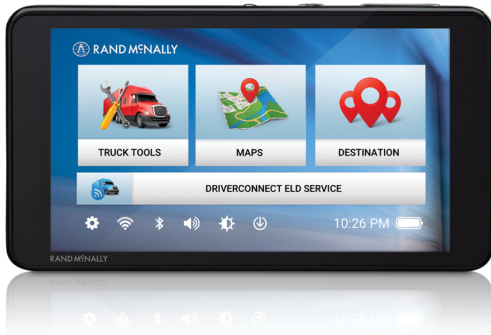 RAND MCNALLY
TRUCK TOOLS
MAPS
DESTINATION
DRIVERCONNECT ELD SERVICE
10:26 PM
RAND MCNALLY